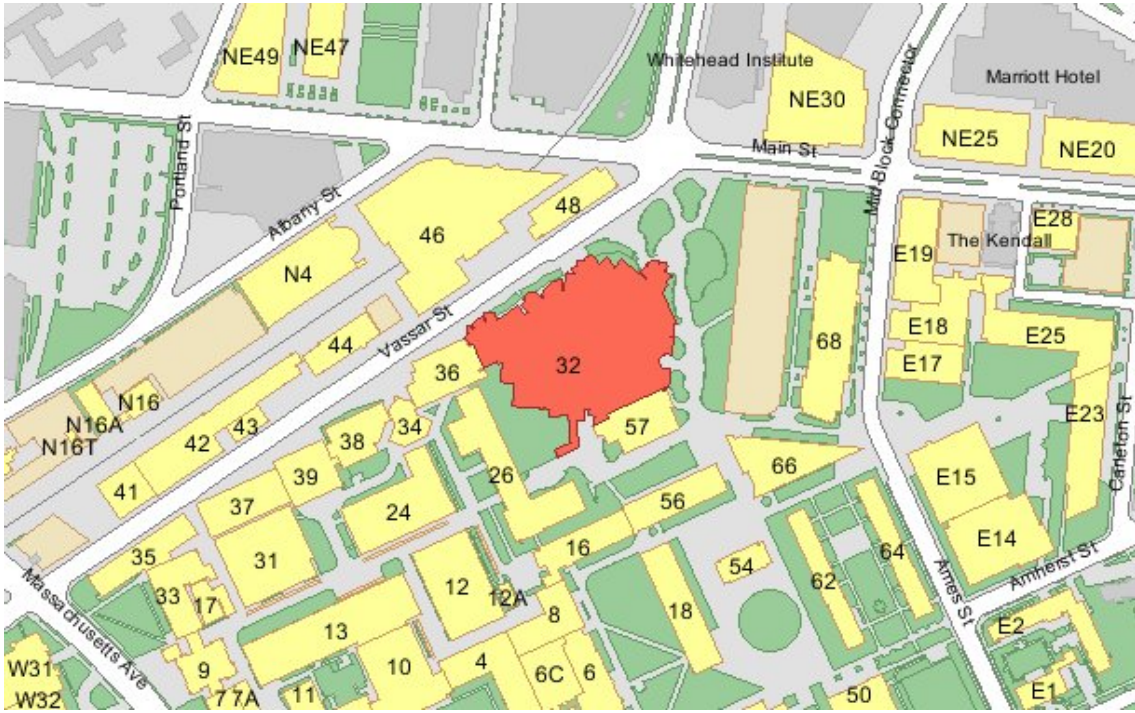 NE49
NE47
Whitehead Institute
Marriott Hotel
NE30
Mid Block Connector
NE25
NE20
Main St
Portland St
Albany St
48
46
N4
E19
The Kendall
E28
Vassar St
44
32
68
E18
E25
E17
36
N16
N16A
N16T
42
43
38
34
57
E23
Carleton St
41
39
26
66
E15
37
24
56
35
31
16
54
62
64
E14
Amherst St
Massachusetts Ave
33
17
12
12A
18
Ames St
8
13
E2
W31
W32
9
10
4
6C
6
7
7A
11
50
E1